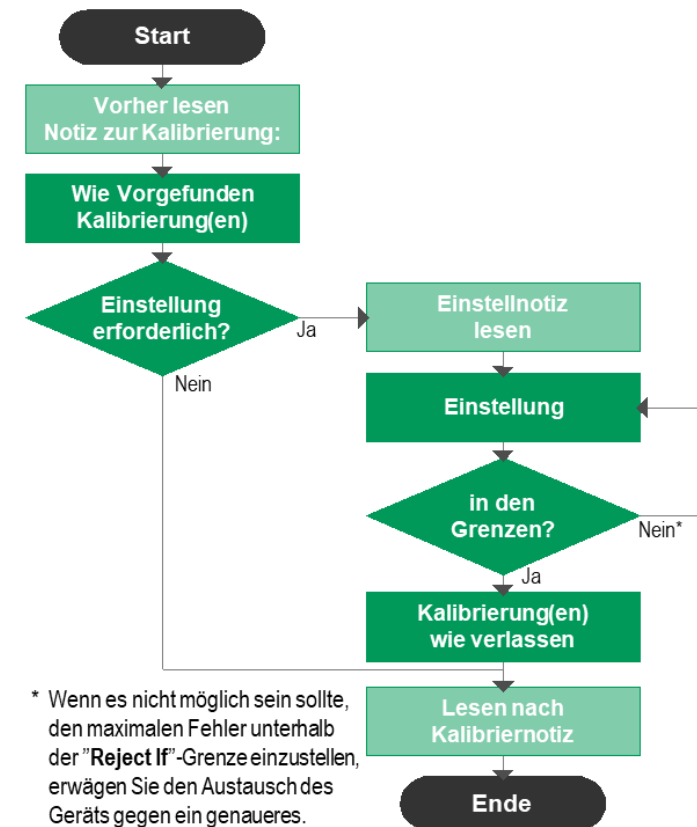 Start
Vorher lesen
Notiz zur Kalibrierung:
Wie Vorgefunden
Kalibrierung(en)
Einstellung
erforderlich?
Ja
Nein
Einstellnotiz
lesen
Einstellung
in den
Grenzen?
Nein*
Ja
Kalibrierung(en)
wie verlassen
Lesen nach
Kalibriernotiz
Ende
* Wenn es nicht möglich sein sollte,
den maximalen Fehler unterhalb
der "Reject If"-Grenze einzustellen,
erwägen Sie den Austausch des
Geräts gegen ein genaueres.